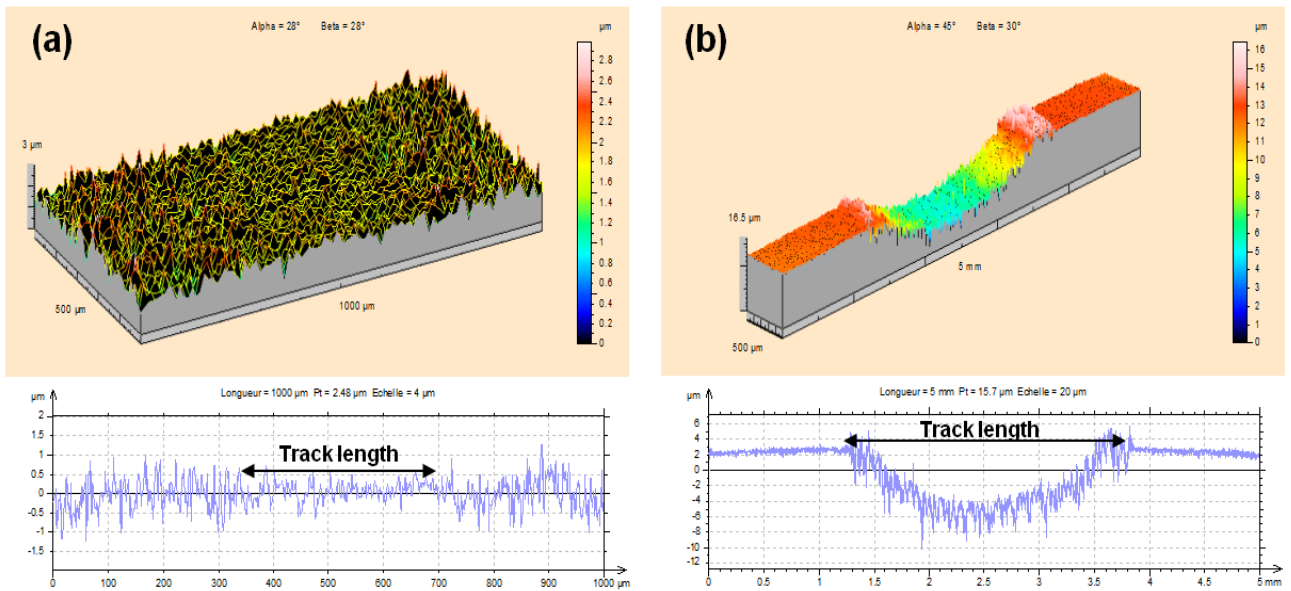 (a)
Alpha = 28° Beta = 28°
µm
2.8
2.6
2.4
2.2
2
1.8
1.6
1.4
1.2
1
0.8
0.6
0.4
0.2
0
3 µm
500 µm
1000 µm
Longueur = 1000 µm Pt = 2.48 µm Echelle = 4 µm
µm
2
1.5
1
0.5
0
-0.5
-1
-1.5
Track length
0 100 200 300 400 500 600 700 800 900 1000 µm
(b)
Alpha = 45° Beta = 30°
µm
16
15
14
13
12
11
10
9
8
7
6
5
4
3
2
1
0
16.5 µm
500 µm
5 mm
Longueur = 5 mm Pt = 15.7 µm Echelle = 20 µm
µm
6
4
2
0
-2
-4
-6
-8
-10
-12
Track length
0 0.5 1 1.5 2 2.5 3 3.5 4 4.5 5 mm